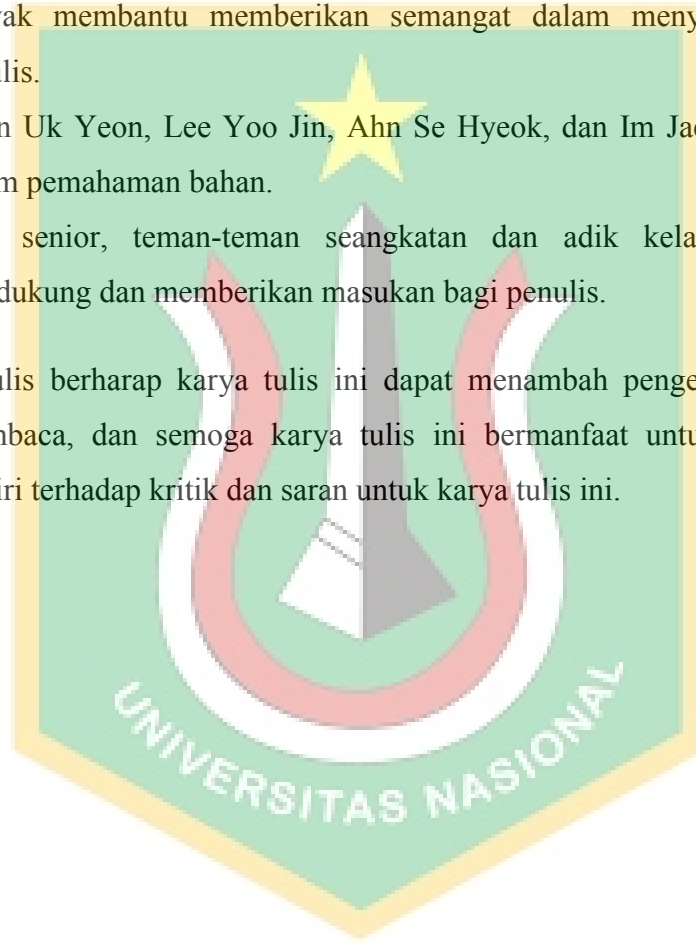 yak membantu memberikan semangat dalam meny
lis.
n Uk Yeon, Lee Yoo Jin, Ahn Se Hyeok, dan Im Jae
m pemahaman bahan.
senior, teman-teman seangkatan dan adik kela
dukung dan memberikan masukan bagi penulis.
ulis berharap karya tulis ini dapat menambah penge
mbaca, dan semoga karya tulis ini bermanfaat untu
iri terhadap kritik dan saran untuk karya tulis ini.
UNIVERSITAS NASIONAL